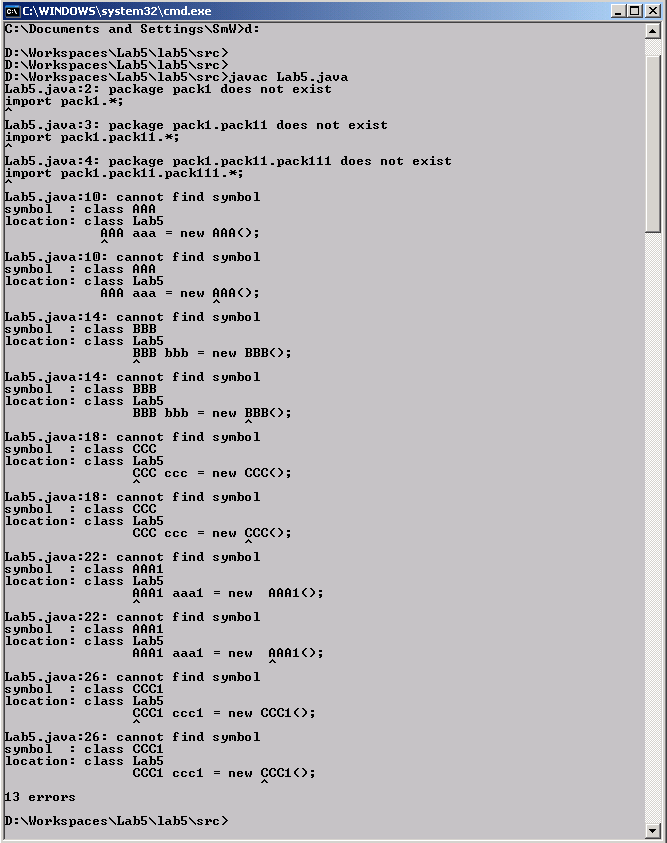 C:\WINDOWS\system32\cmd.exe
C:\Documents and Settings\SmW>d:
D:\Workspaces\Lab5\lab5\src>
D:\Workspaces\Lab5\lab5\src>
D:\Workspaces\Lab5\lab5\src>javac Lab5.java
Lab5.java:2: package pack1 does not exist
import pack1.*;
^
Lab5.java:3: package pack1.pack11 does not exist
import pack1.pack11.*;
^
Lab5.java:4: package pack1.pack11.pack111 does not exist
import pack1.pack11.pack111.*;
^
Lab5.java:10: cannot find symbol
symbol  : class AAA
location: class Lab5
            AAA aaa = new AAA();
            ^
Lab5.java:10: cannot find symbol
symbol  : class AAA
location: class Lab5
            AAA aaa = new AAA();
                          ^
Lab5.java:14: cannot find symbol
symbol  : class BBB
location: class Lab5
                BBB bbb = new BBB();
                ^
Lab5.java:14: cannot find symbol
symbol  : class BBB
location: class Lab5
                BBB bbb = new BBB();
                              ^
Lab5.java:18: cannot find symbol
symbol  : class CCC
location: class Lab5
                CCC ccc = new CCC();
                ^
Lab5.java:18: cannot find symbol
symbol  : class CCC
location: class Lab5
                CCC ccc = new CCC();
                              ^
Lab5.java:22: cannot find symbol
symbol  : class AAA1
location: class Lab5
                AAA1 aaa1 = new  AAA1();
                ^
Lab5.java:22: cannot find symbol
symbol  : class AAA1
location: class Lab5
                AAA1 aaa1 = new  AAA1();
                                 ^
Lab5.java:26: cannot find symbol
symbol  : class CCC1
location: class Lab5
                CCC1 ccc1 = new CCC1();
                ^
Lab5.java:26: cannot find symbol
symbol  : class CCC1
location: class Lab5
                CCC1 ccc1 = new CCC1();
                                ^
13 errors
D:\Workspaces\Lab5\lab5\src>